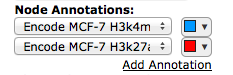 Node Annotations:
Encode MCF-7 H3k4m
Encode MCF-7 H3k27a
Add Annotation